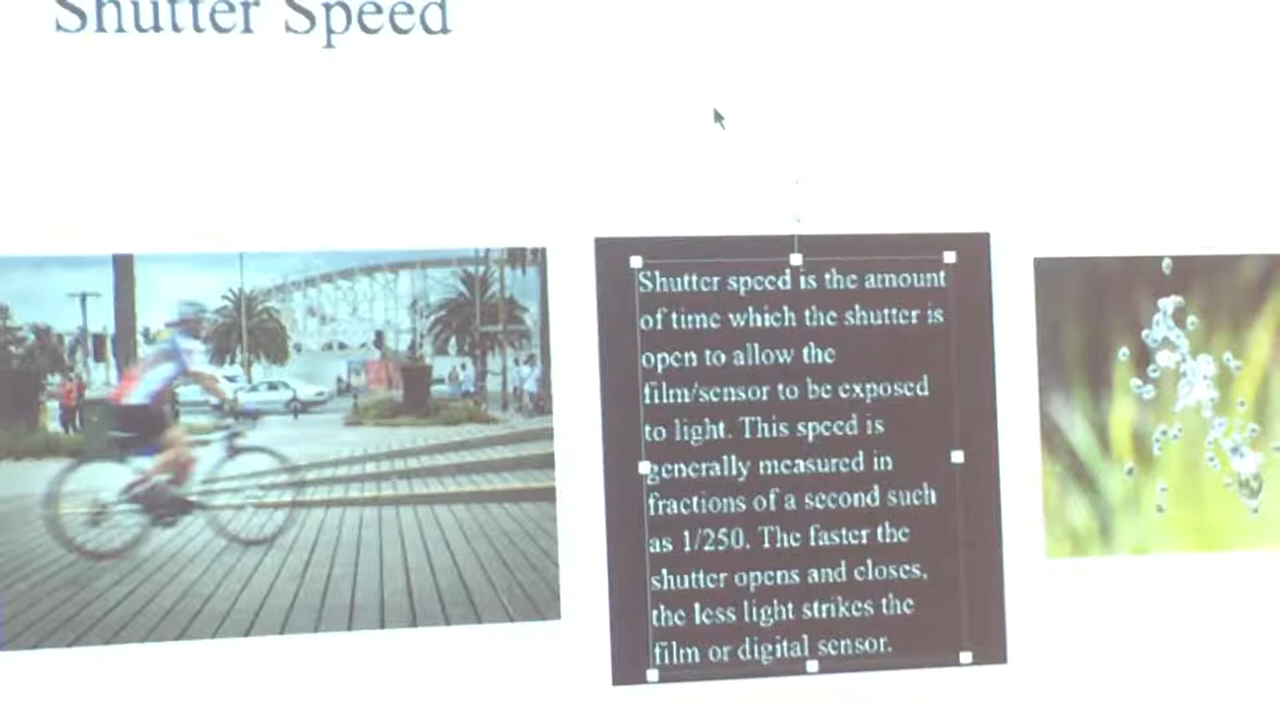 Shutter Speed
Shutter speed is the amount
of time which the shutter is
open to allow the
film/sensor to be exposed
to light. This speed is
generally measured in
fractions of a second such
as 1/250. The faster the
shutter opens and closes,
the less light strikes the
film or digital sensor.